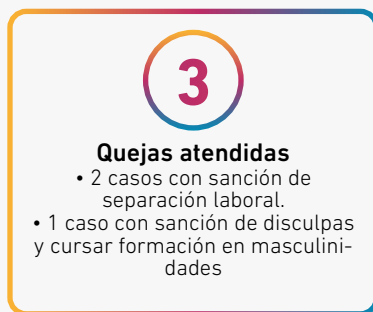 3
Quejas atendidas
• 2 casos con sanción de
separación laboral.
• 1 caso con sanción de disculpas
y cursar formación en masculini-
dades